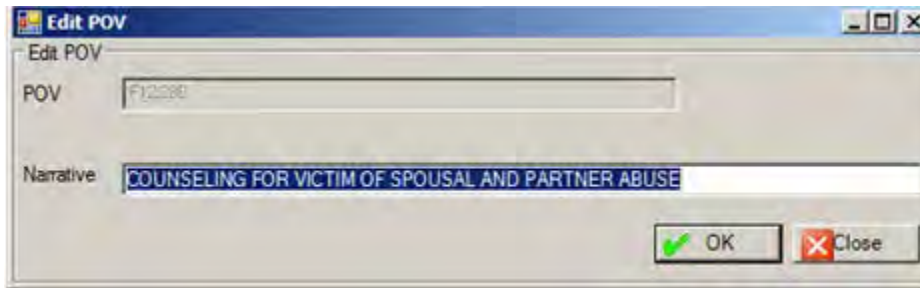 Edit POV
Edit POV
POV
Narrative COUNSELING FOR VICTIM OF SPOUSAL AND PARTNER ABUSE
OK Close